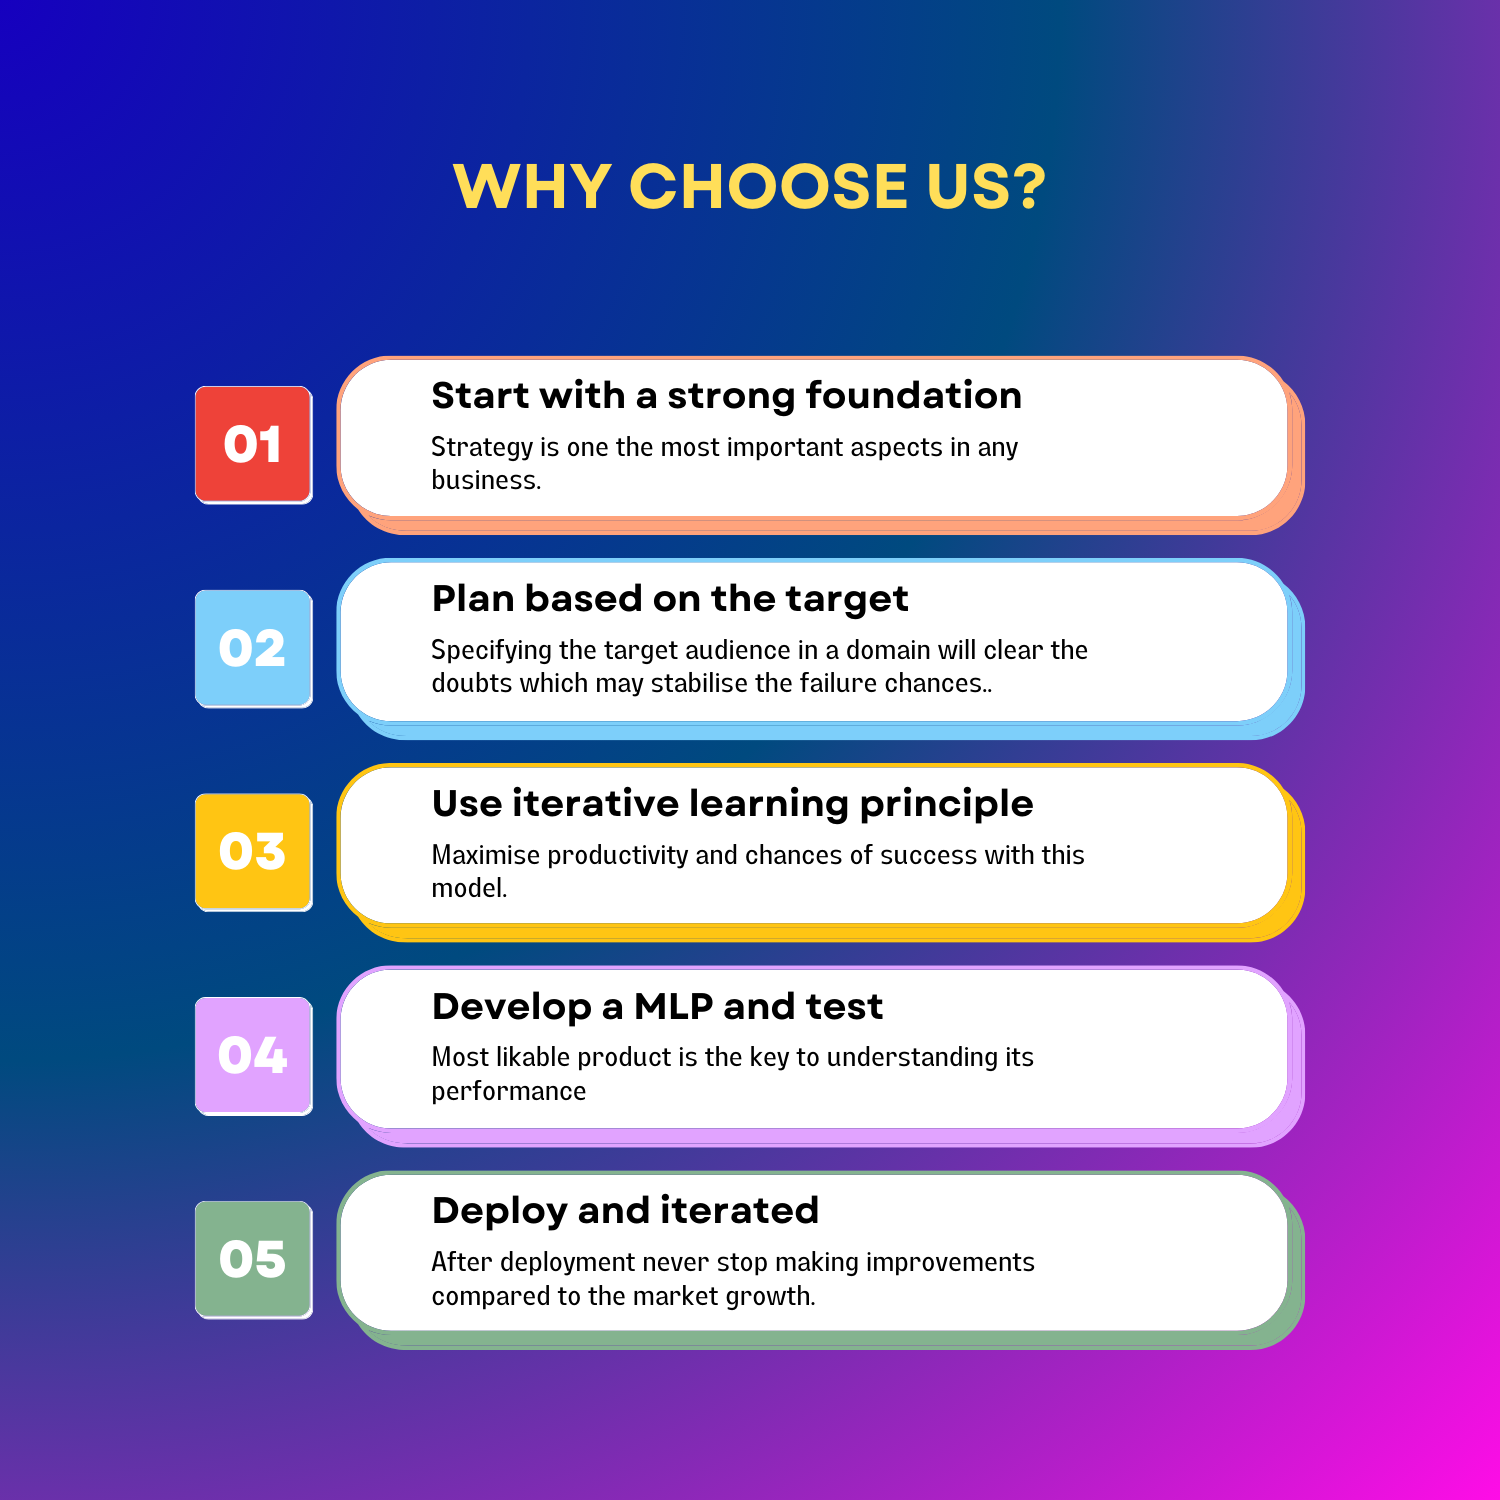 WHY CHOOSE US?
01
Start with a strong foundation
Strategy is one the most important aspects in any
business.
02
Plan based on the target
Specifying the target audience in a domain will clear the
doubts which may stabilise the failure chances..
03
Use iterative learning principle
Maximise productivity and chances of success with this
model.
04
Develop a MLP and test
Most likable product is the key to understanding its
performance
05
Deploy and iterated
After deployment never stop making improvements
compared to the market growth.